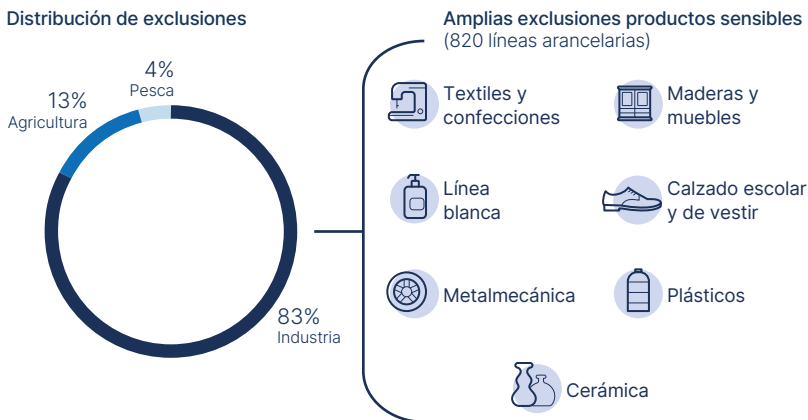 Distribución de exclusiones
4%
Pesca
13%
Agricultura
83%
Industria
Amplias exclusiones productos sensibles
(820 líneas arancelarias)
Textiles y
confecciones
Maderas y
muebles
Línea
blanca
Calzado escolar
y de vestir
Metalmecánica
Plásticos
Cerámica